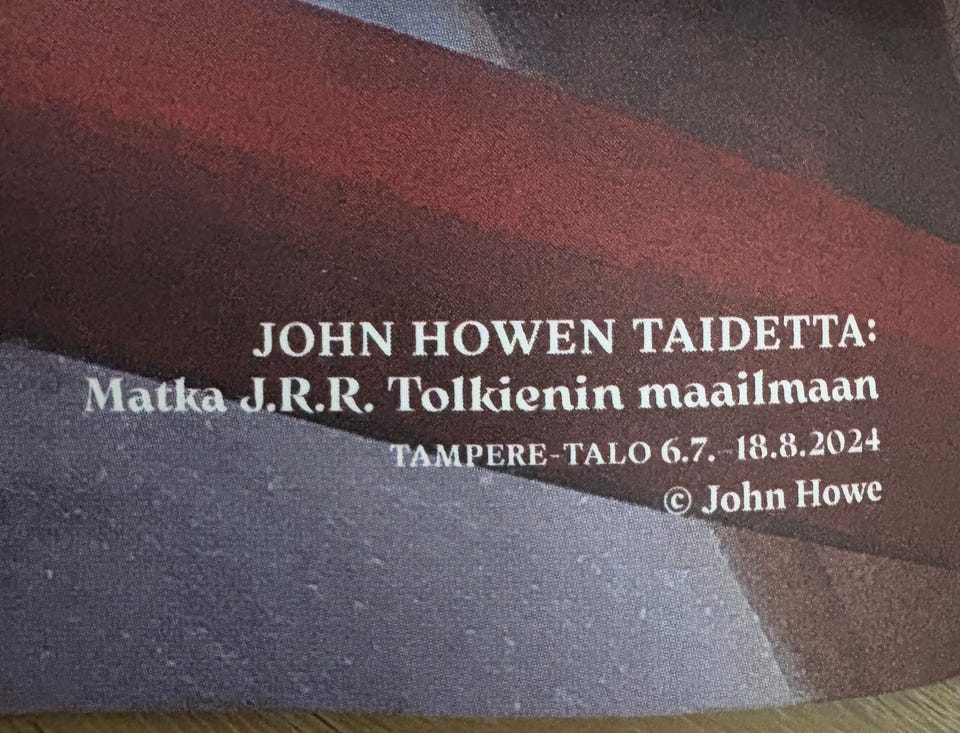 JOHN HOWEN TAIDETTA:
Matka J.R.R. Tolkienin maailmaan
TAMPERE-TALO 6.7.–18.8.2024
© John Howe